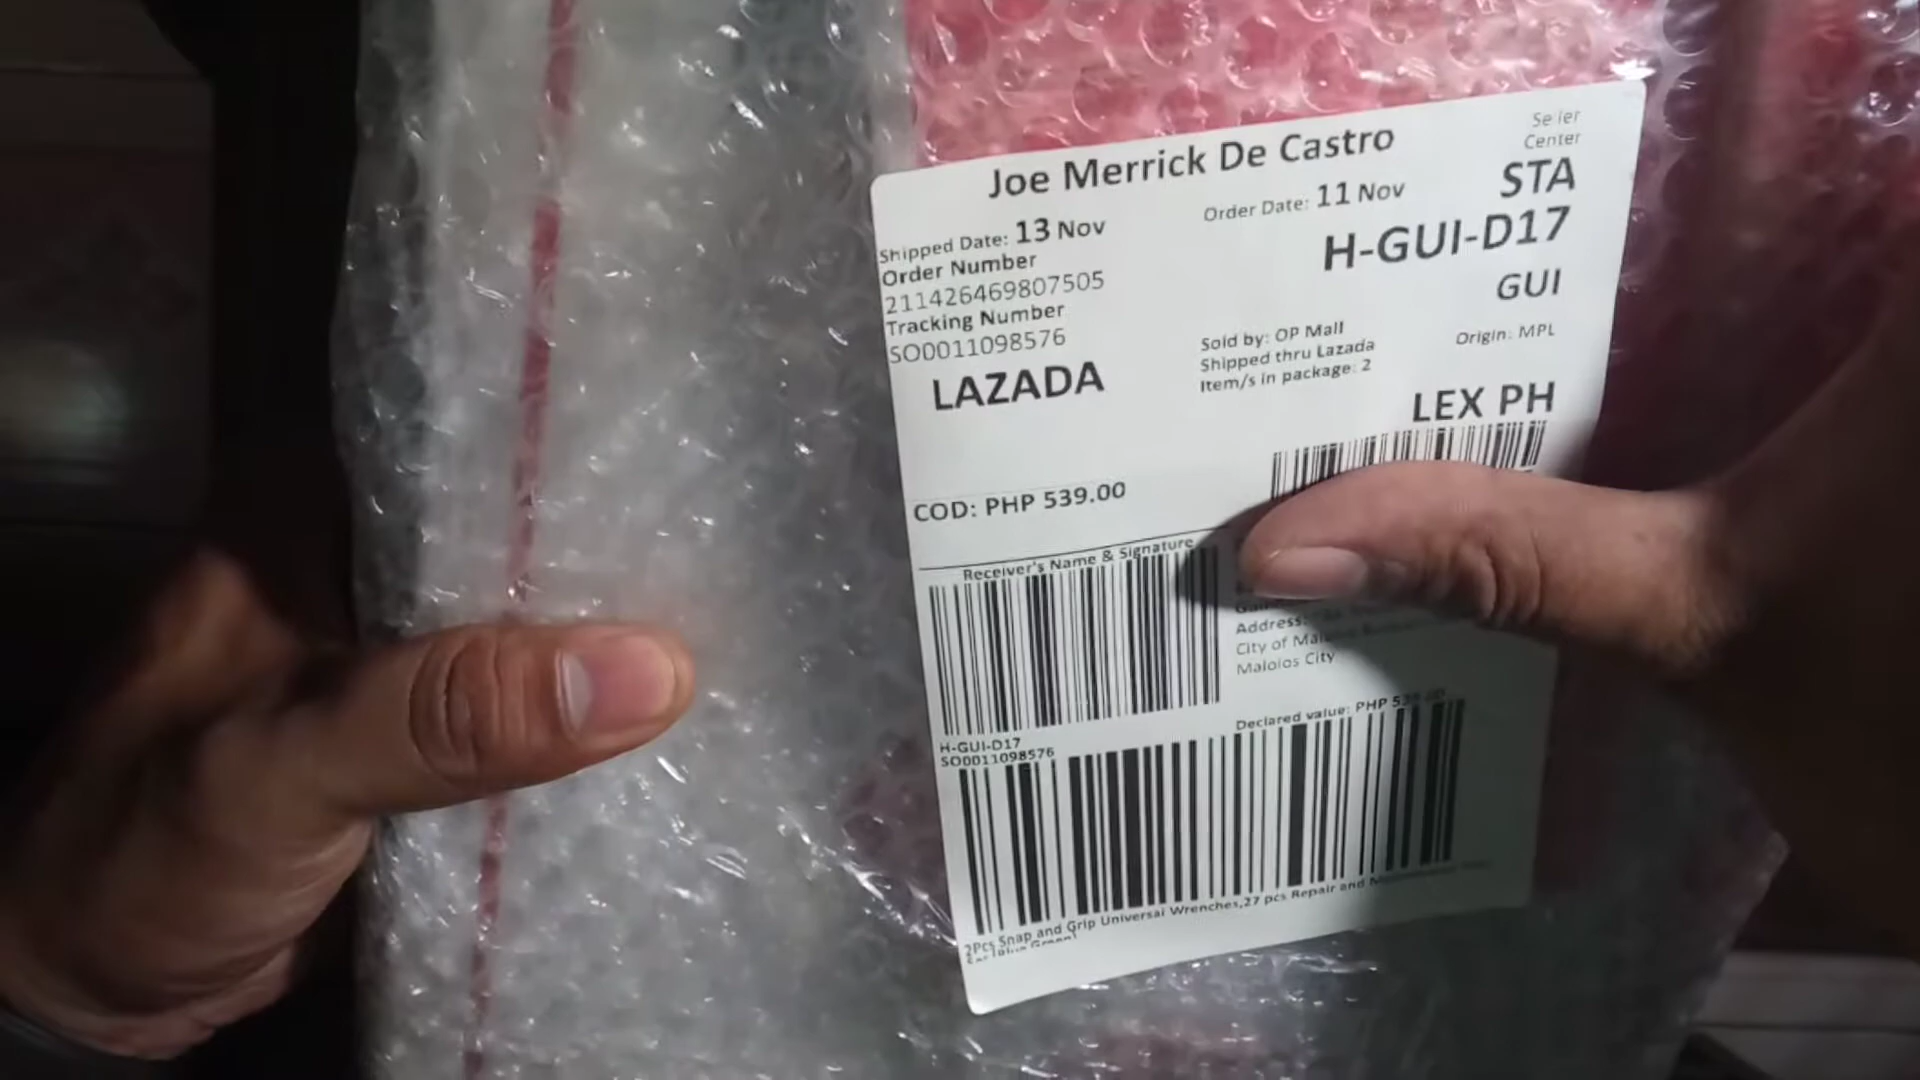 Joe Merrick De Castro
Seller
Center
Shipped Date: 13 Nov
Order Date: 11 Nov
STA
Order Number
211426469807505
H-GUI-D17
GUI
Tracking Number
SO0011098576
Sold by: OP Mall
Origin: MPL
Shipped thru Lazada
Item/s in package: 2
LAZADA
LEX PH
COD: PHP 539.00
Receiver's Name & Signature
Address:
City of
Malolos City
Declared value: PHP
H-GUI-D17
SO0011098576
2Pcs Snap and Grip Universal Wrenches,27 pcs Repair and